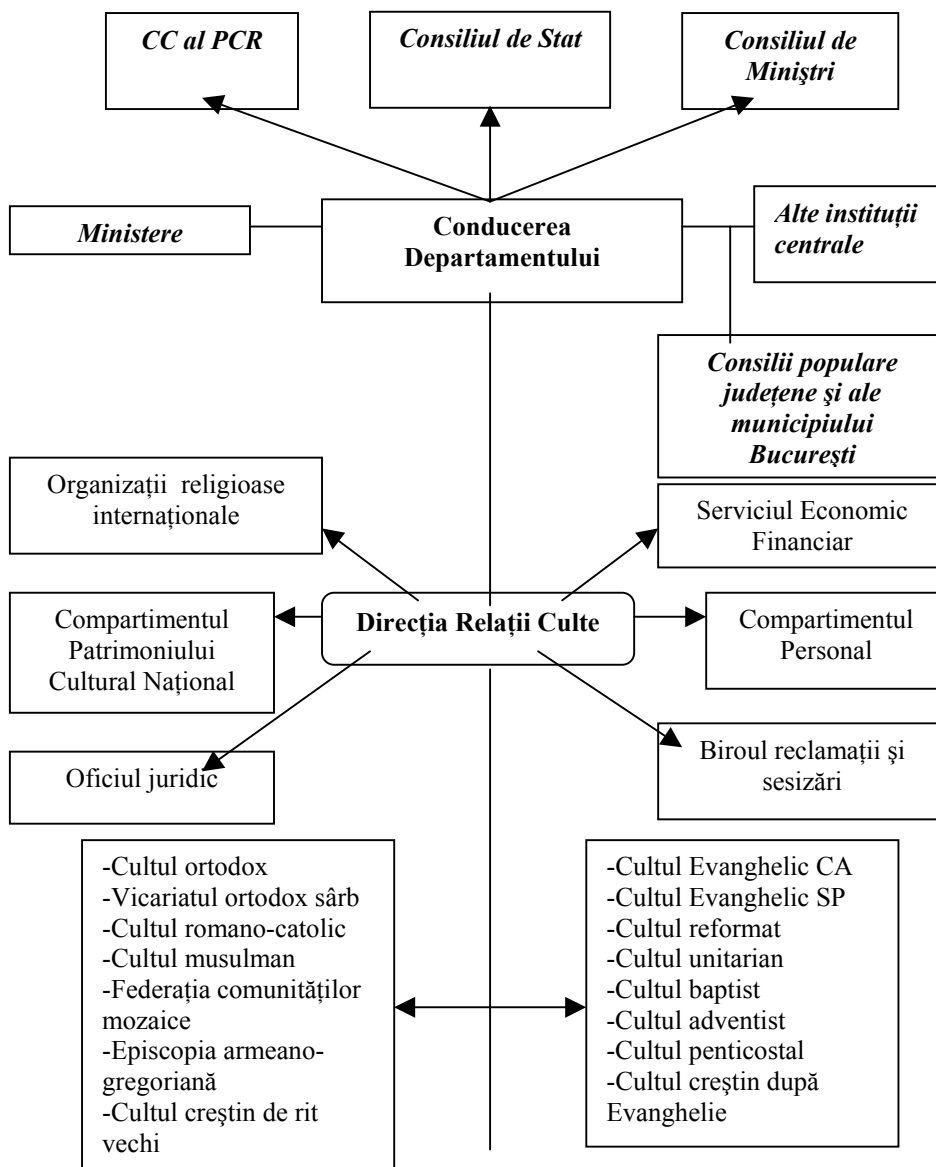 CC al PCR
Consiliul de Stat
Consiliul de
Miniştri
Ministere
Conducerea
Departamentului
Alte instituții
centrale
Consilii populare
județene şi ale
municipiului
Bucureşti
Organizații religioase
internaționale
Serviciul Economic
Financiar
Compartimentul
Patrimoniului
Cultural Național
Direcția Relații Culte
Compartimentul
Personal
Oficiul juridic
Biroul reclamații şi
sesizări
-Cultul ortodox
-Vicariatul ortodox sârb
-Cultul romano-catolic
-Cultul musulman
-Federația comunităților
mozaice
-Episcopia armeano-
gregoriană
-Cultul creştin de rit
vechi
-Cultul Evanghelic CA
-Cultul Evanghelic SP
-Cultul reformat
-Cultul unitarian
-Cultul baptist
-Cultul adventist
-Cultul penticostal
-Cultul creştin după
Evanghelie